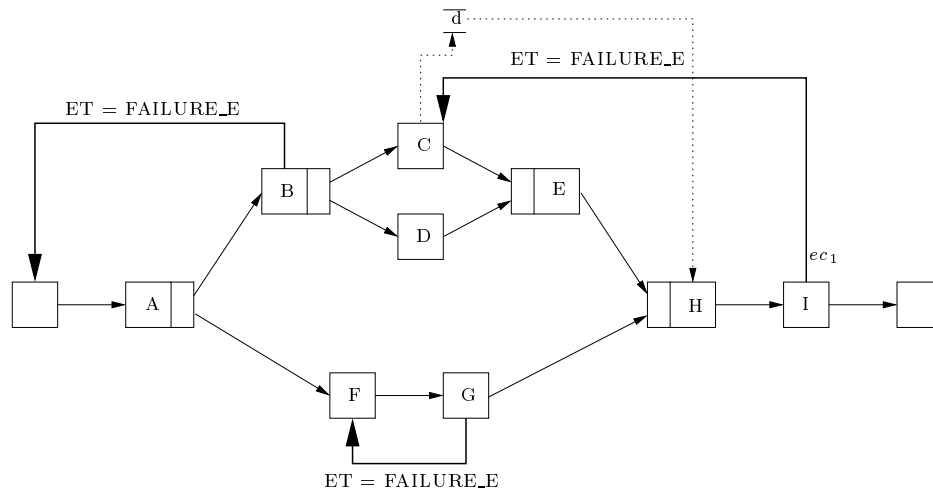 d
ET = FAILURE_E
ET = FAILURE_E
C
B
E
D
ec1
A
H
I
F
G
ET = FAILURE_E